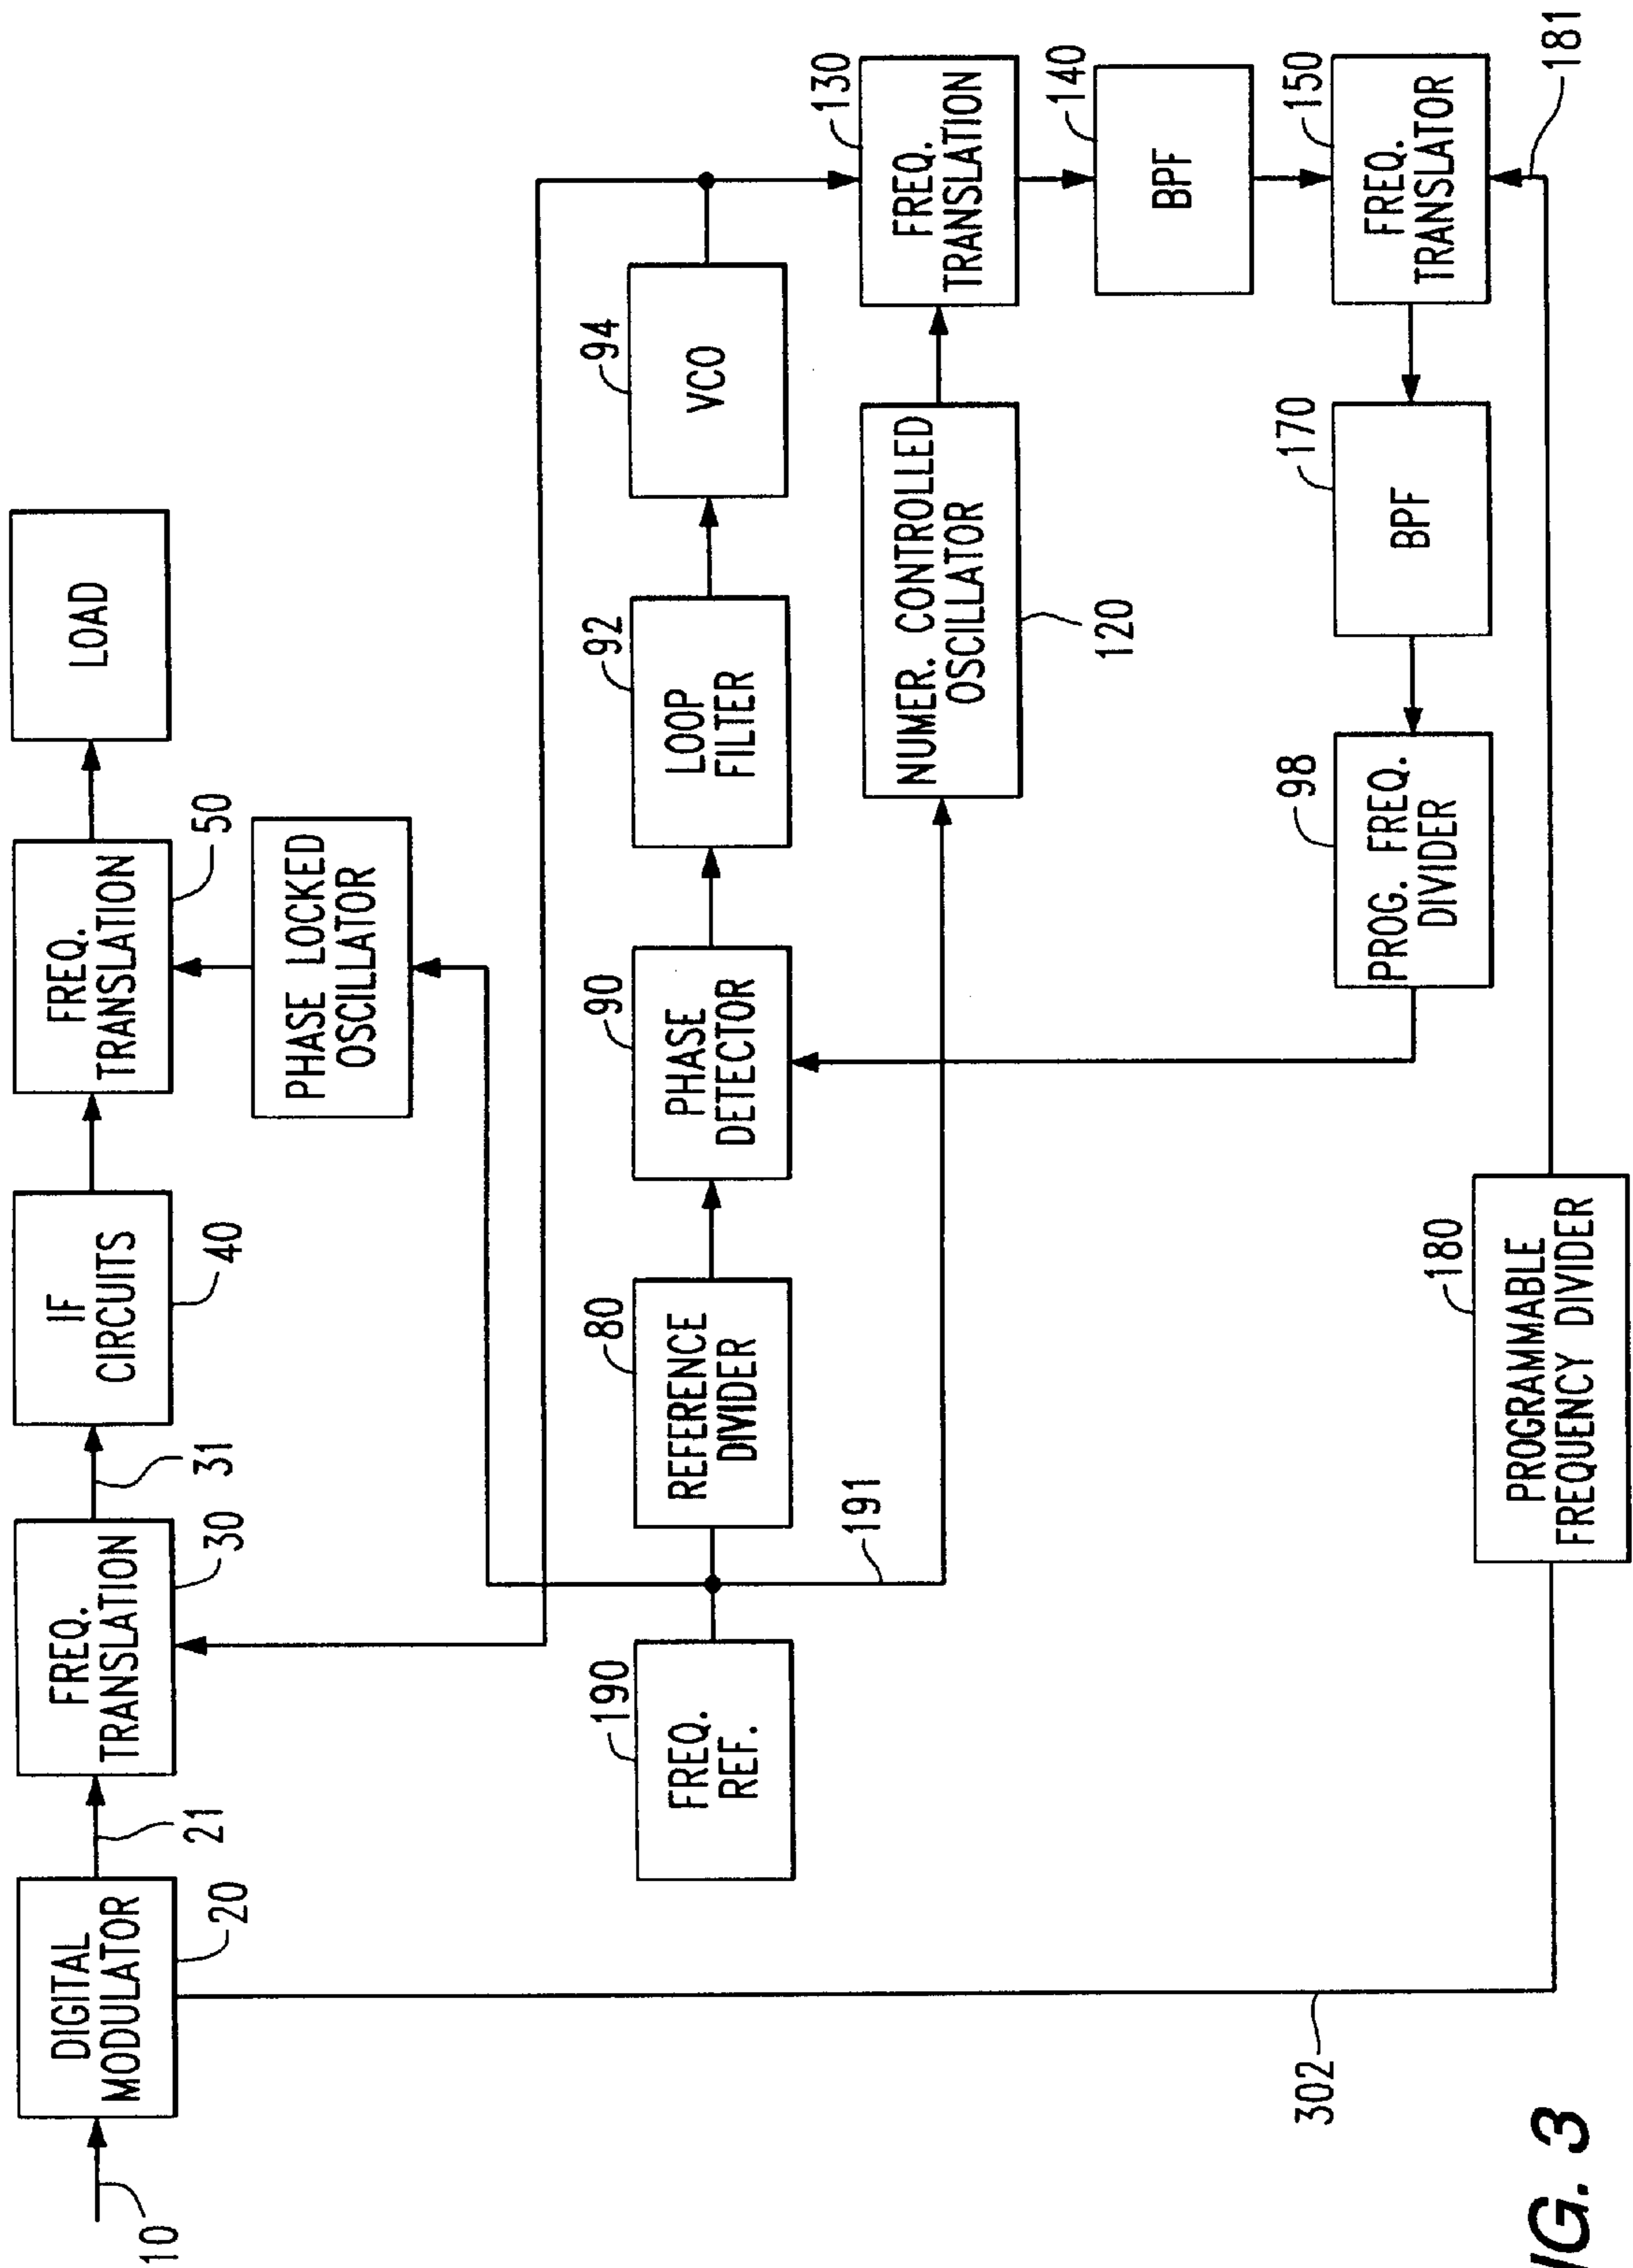 10
DIGITAL
MODULATOR
20
21
FREQ.
TRANSLATION
30
31
IF
CIRCUITS
40
FREQ.
TRANSLATION
50
LOAD
PHASE LOCKED
OSCILLATOR
190
FREQ.
REF.
191
80
REFERENCE
DIVIDER
90
PHASE
DETECTOR
92
LOOP
FILTER
94
VCO
NUMER. CONTROLLED
OSCILLATOR
120
130
FREQ.
TRANSLATION
140
BPF
150
FREQ.
TRANSLATOR
181
170
BPF
98
PROG. FREQ.
DIVIDER
180
PROGRAMMABLE
FREQUENCY DIVIDER
302
IG. 3